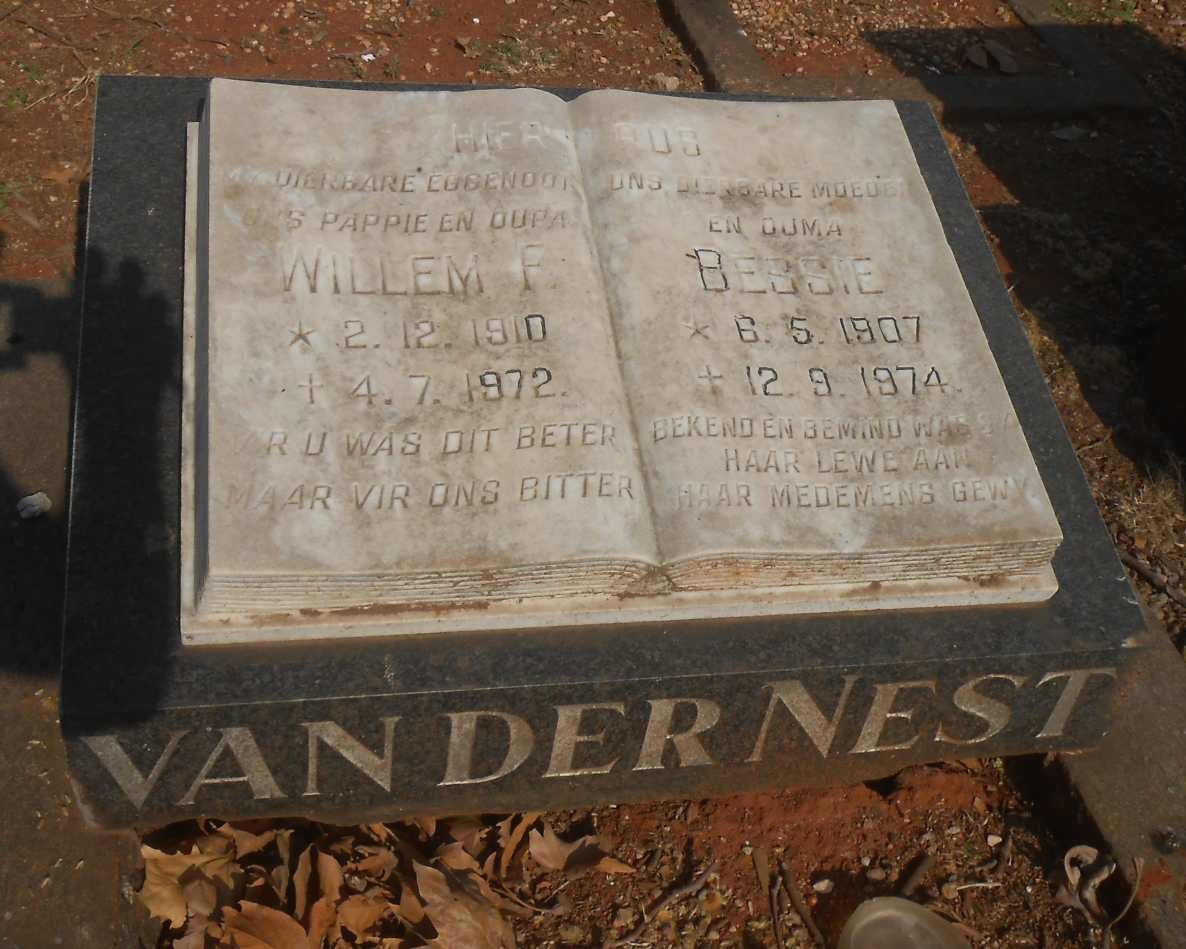 HIER RUS
MY DIERBARE EGGENOOT
ONS PAPPIE EN OUPA
WILLEM F.
* 2. 12. 1910
† 4. 7. 1972.
VIR U WAS DIT BETER
MAAR VIR ONS BITTER
ONS DIERBARE MOEDER
EN OUMA
BESSIE
* 6. 5. 1907
† 12. 9. 1974.
BEKEND EN BEMIND WAS SY
HAAR LEWE AAN
HAAR MEDEMENS GEWY
VAN DER NEST